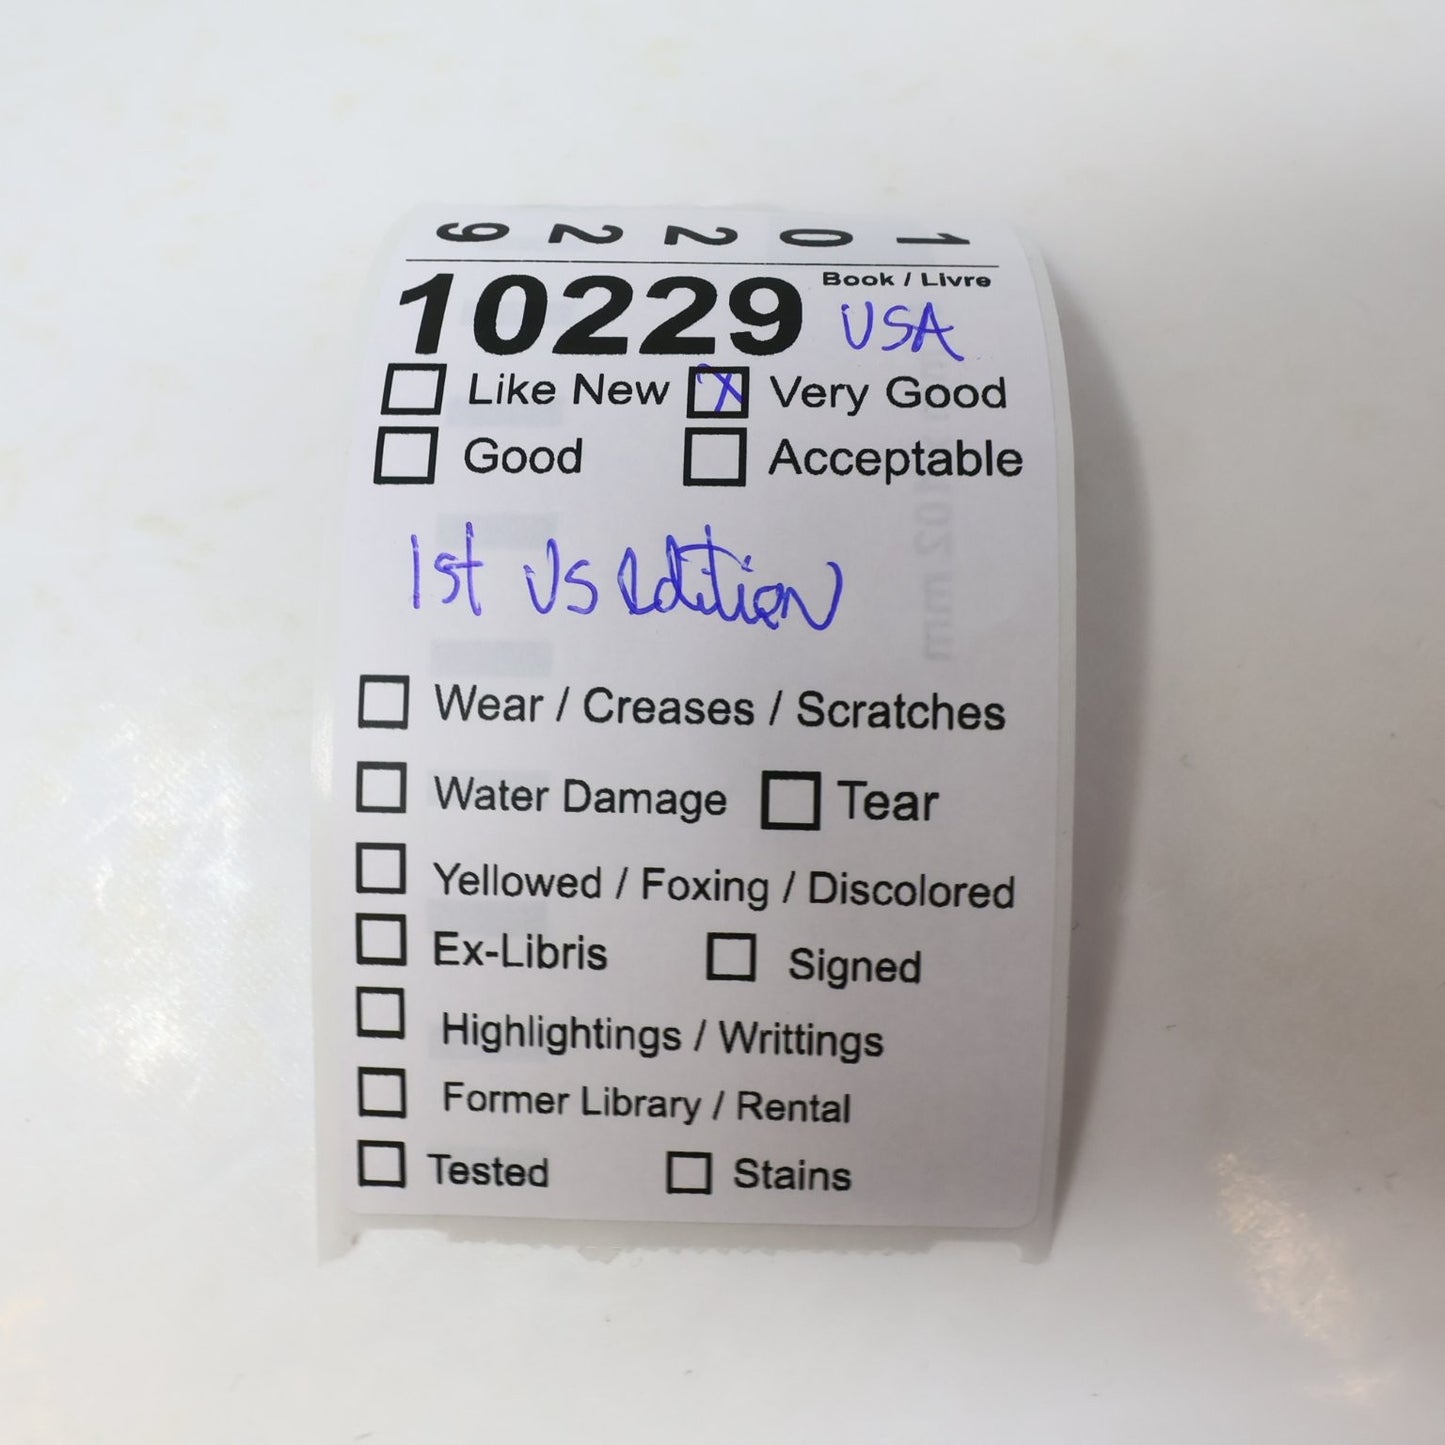 10229
Book / Livre
10229 USA
Like New X Very Good
Good Acceptable
1st US Edition
Wear / Creases / Scratches
Water Damage Tear
Yellowed / Foxing / Discolored
Ex-Libris Signed
Highlightings / Writtings
Former Library / Rental
Tested Stains